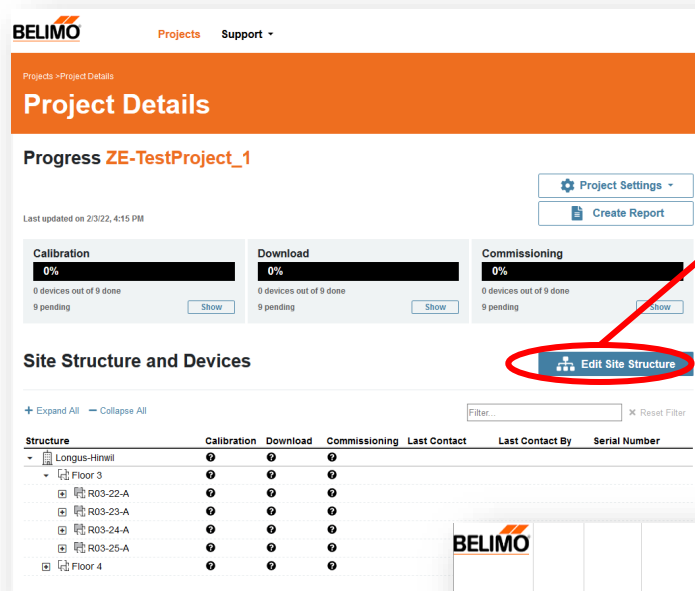 BELIMO
Projects Support
Projects >Project Details
Project Details
Progress ZE-TestProject_1
Project Settings
Last updated on 2/3/22, 4:15 PM
Create Report
Calibration Download Commissioning
0% 0% 0%
0 devices out of 9 done 0 devices out of 9 done 0 devices out of 9 done
9 pending Show 9 pending Show 9 pending Show
Site Structure and Devices Edit Site Structure
+ Expand All − Collapse All Filter... × Reset Filter
Structure Calibration Download Commissioning Last Contact Last Contact By Serial Number
Longus-Hinwil ? ? ?
Floor 3 ? ? ?
R03-22-A ? ? ?
R03-23-A ? ? ?
R03-24-A ? ? ?
R03-25-A ? ? ?
Floor 4 ? ? ?
BELIMO